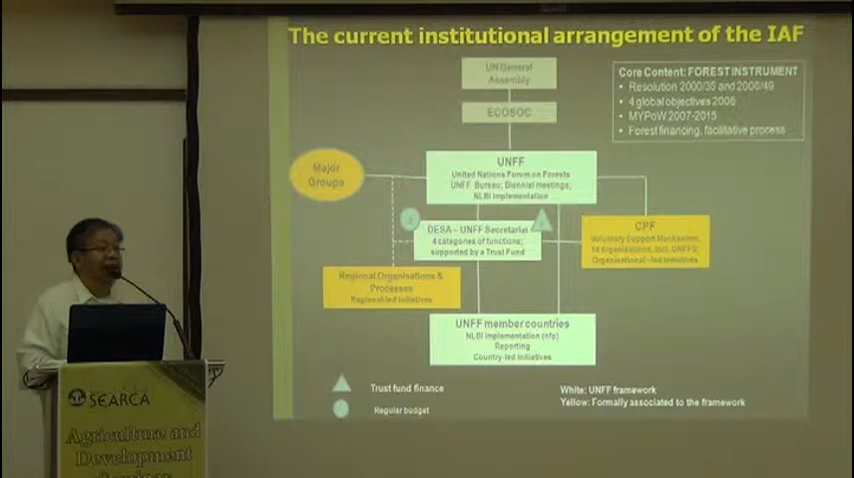 The current institutional arrangement of the IAF
UN General
Assembly
ECOSOC
Core Content: FOREST INSTRUMENT
• Resolution 2000/35 and 2006/49
• 4 global objectives 2006
• MYPoW 2007-2015
• Forest financing, facilitative process
Major
Groups
UNFF
United Nations Forum on Forests
UNFF Bureau; Biennial meetings;
NLBI implementation
DESA – UNFF Secretariat
4 categories of functions;
supported by a Trust Fund
CPF
Voluntary Support Mechanism,
14 organisations, incl. UNFFS;
Organisational -led initiatives
Regional Organisations &
Processes
Region-led initiatives
UNFF member countries
NLBI implementation (nfp)
Reporting
Country-led initiatives
Trust fund finance
Regular budget
White: UNFF framework
Yellow: Formally associated to the framework
SEARCA
Agriculture and
Development
Seminar